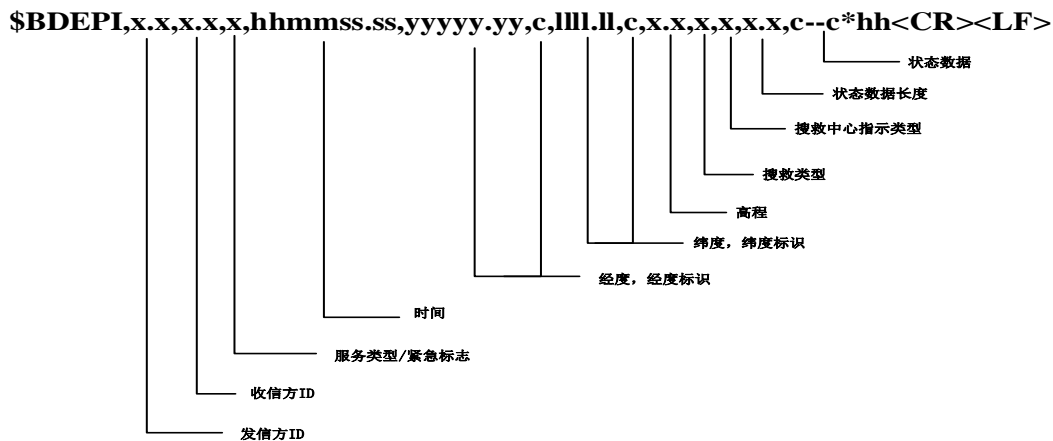 $BDEPI,x.x,x.x,x,hhmmss.ss,yyyyy.yy,c,llll.ll,c,x.x,x,x,x.x,c--c*hh<CR><LF>
状态数据
状态数据长度
搜救中心指示类型
搜救类型
高程
纬度，纬度标识
经度，经度标识
时间
服务类型/紧急标志
收信方ID
发信方ID